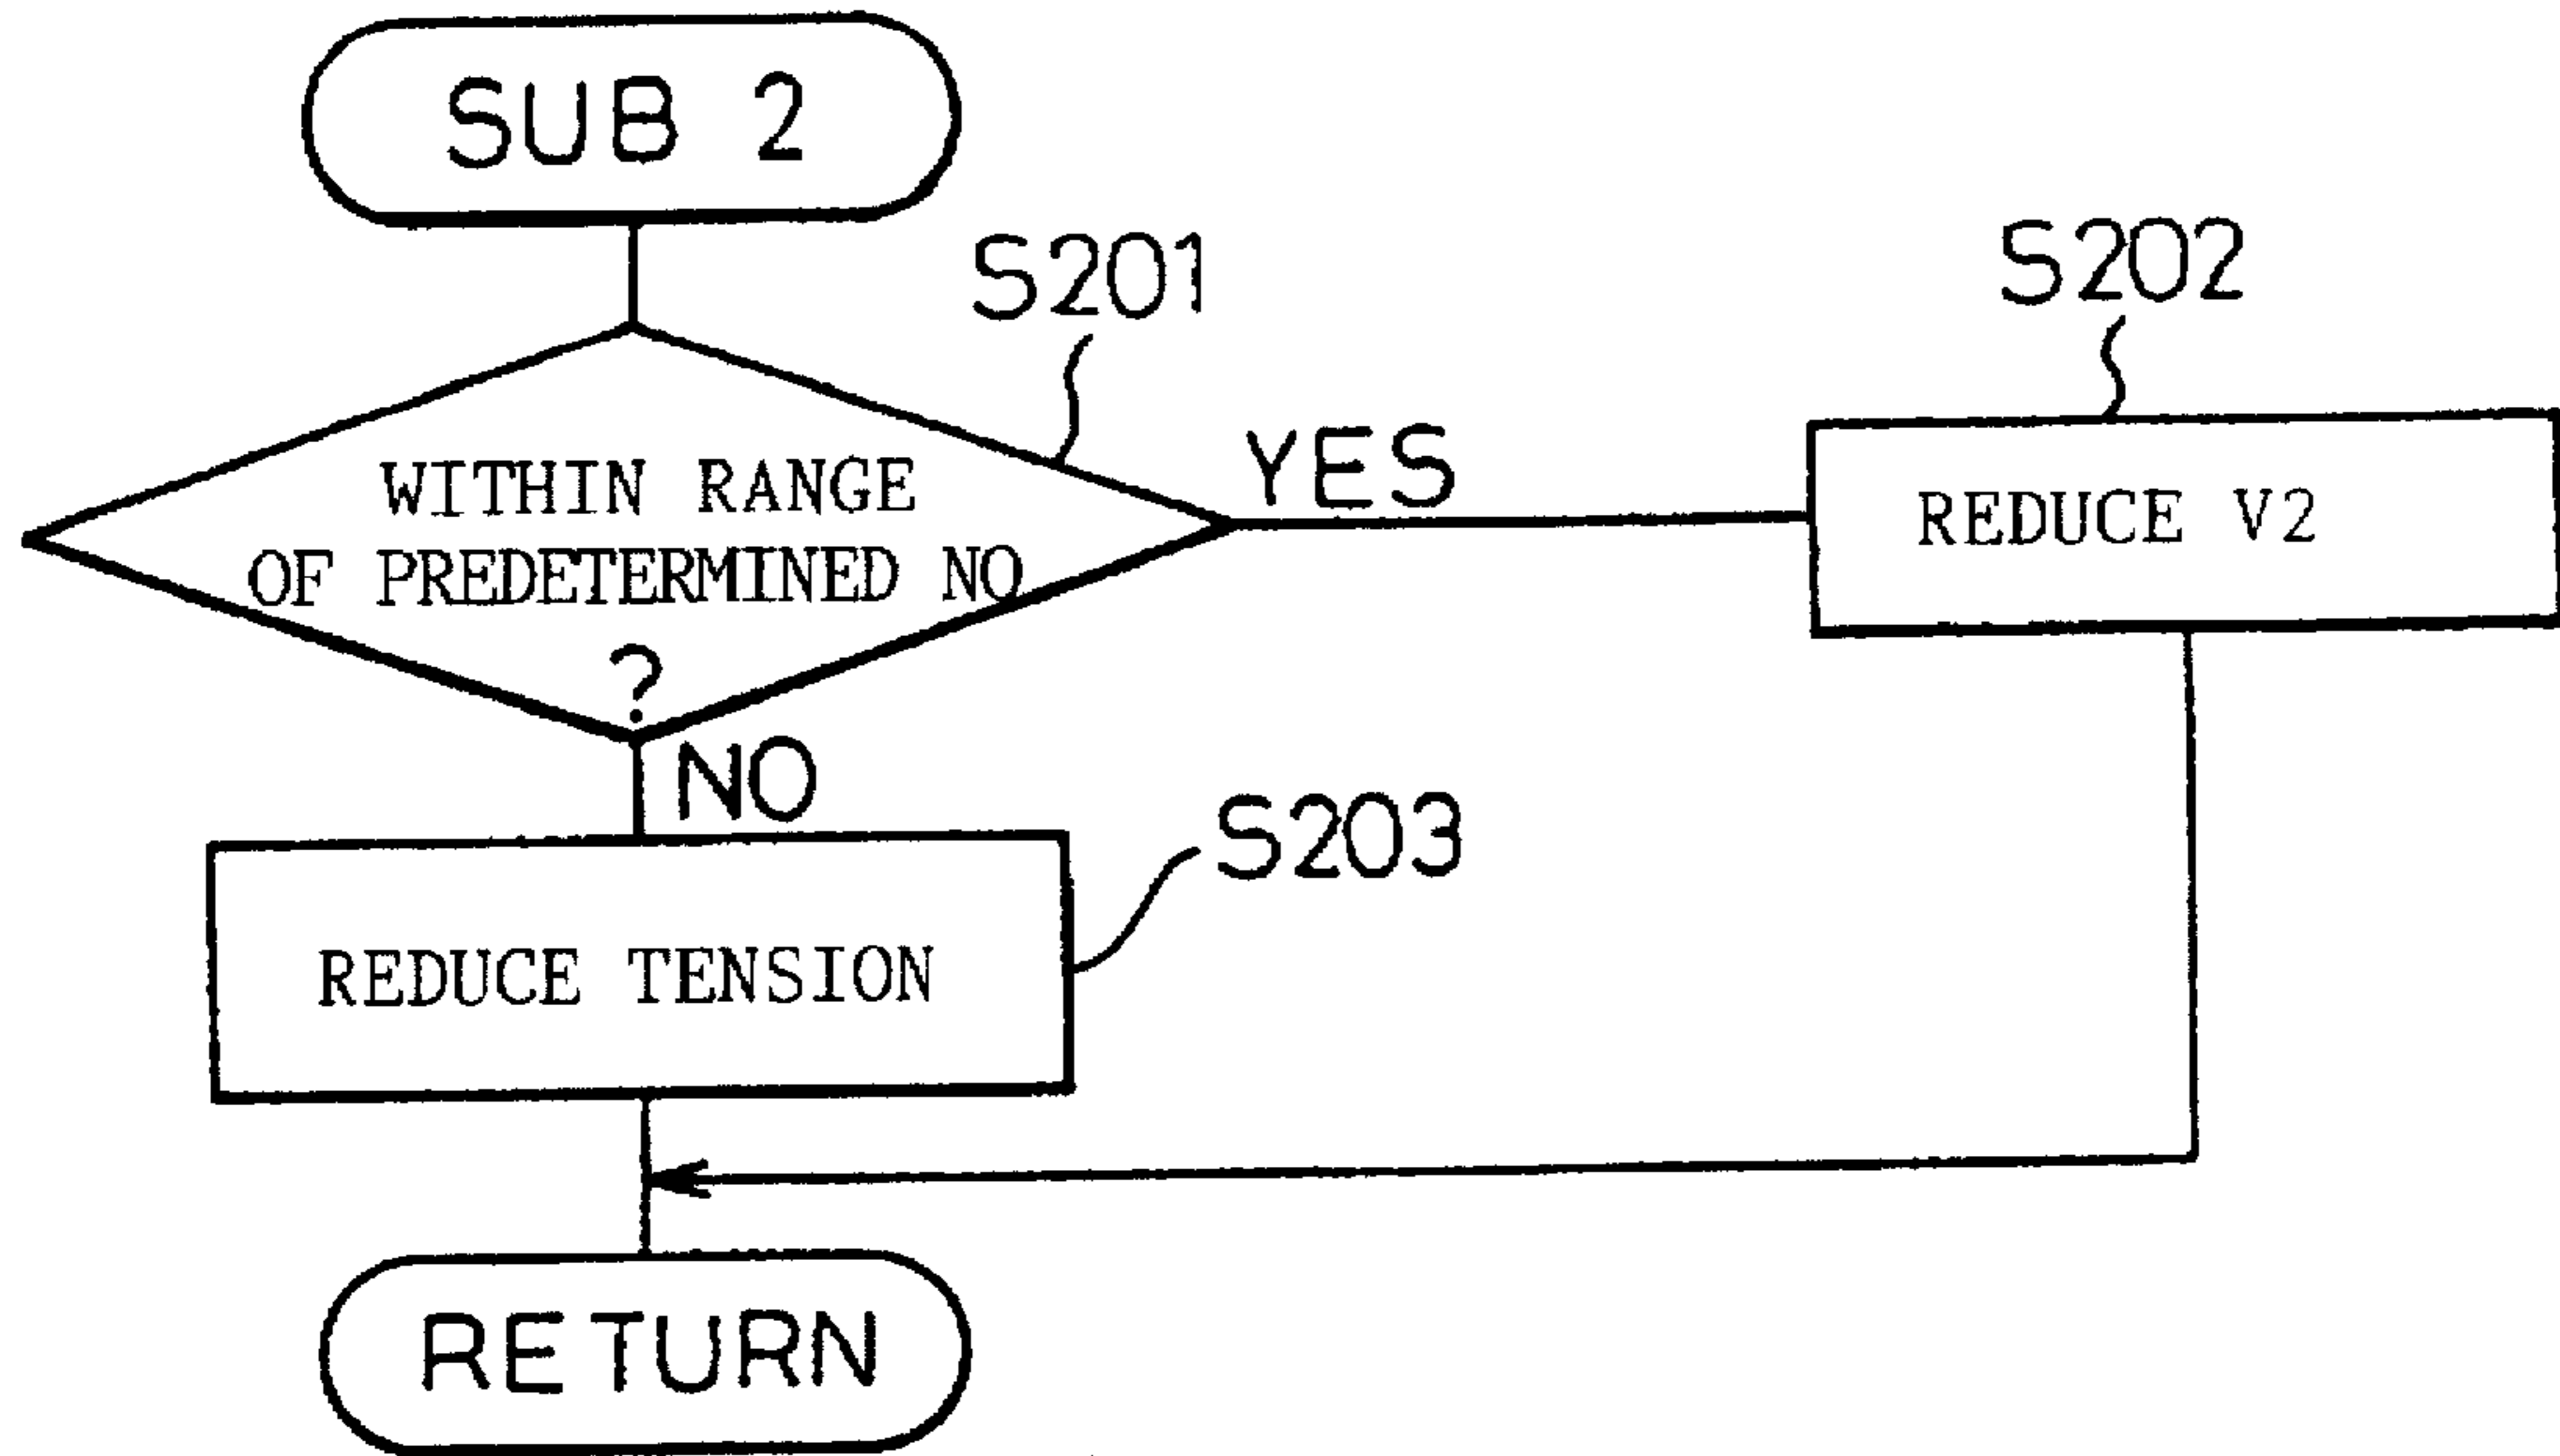 SUB 2
S201
S202
WITHIN RANGE
OF PREDETERMINED NO
?
YES
REDUCE V2
NO
S203
REDUCE TENSION
RETURN